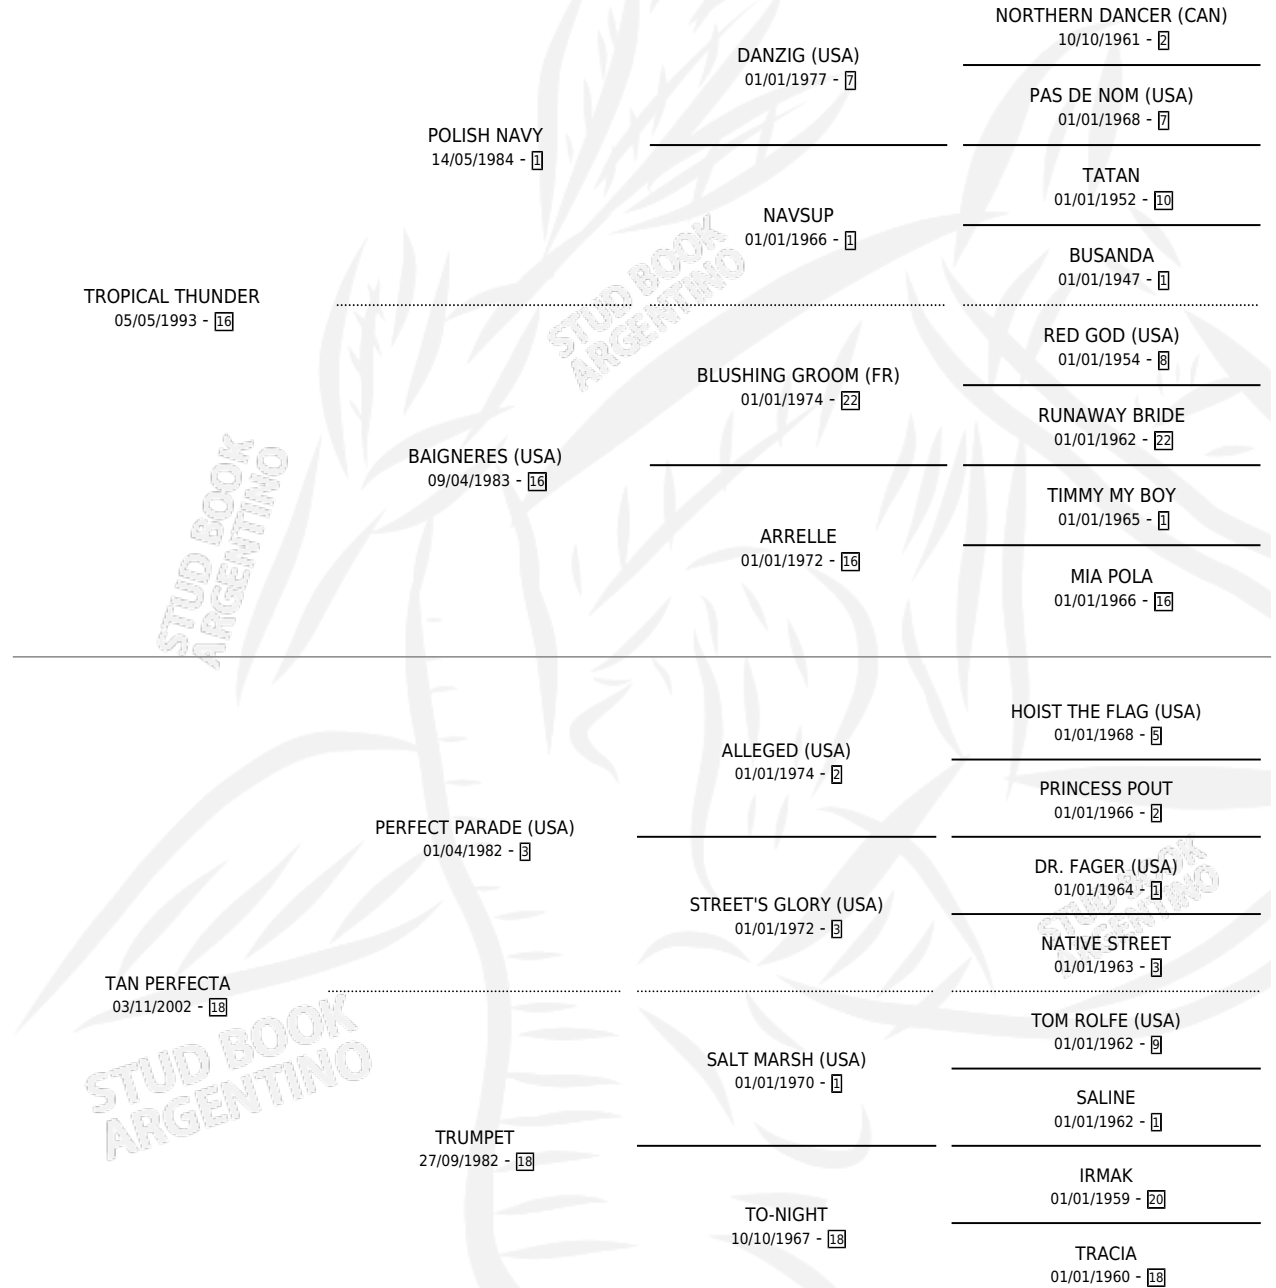 NORTHERN DANCER (CAN)
10/10/1961 - 2
DANZIG (USA)
01/01/1977 - 7
PAS DE NOM (USA)
01/01/1968 - 7
POLISH NAVY
14/05/1984 - 1
TATAN
01/01/1952 - 10
NAVSUP
01/01/1966 - 1
BUSANDA
01/01/1947 - 1
TROPICAL THUNDER
05/05/1993 - 16
RED GOD (USA)
01/01/1954 - 8
BLUSHING GROOM (FR)
01/01/1974 - 22
RUNAWAY BRIDE
01/01/1962 - 22
BAIGNERES (USA)
09/04/1983 - 16
TIMMY MY BOY
01/01/1965 - 1
ARRELLE
01/01/1972 - 16
MIA POLA
01/01/1966 - 16
HOIST THE FLAG (USA)
01/01/1968 - 5
ALLEGED (USA)
01/01/1974 - 2
PRINCESS POUT
01/01/1966 - 2
PERFECT PARADE (USA)
01/04/1982 - 3
DR. FAGER (USA)
01/01/1964 - 1
STREET'S GLORY (USA)
01/01/1972 - 3
NATIVE STREET
01/01/1963 - 3
TAN PERFECTA
03/11/2002 - 18
TOM ROLFE (USA)
01/01/1962 - 9
SALT MARSH (USA)
01/01/1970 - 1
SALINE
01/01/1962 - 1
TRUMPET
27/09/1982 - 18
IRMAK
01/01/1959 - 20
TO-NIGHT
10/10/1967 - 18
TRACIA
01/01/1960 - 18
STUD BOOK
ARGENTINO
STUD BOOK
ARGENTINO
STUD BOOK
ARGENTINO
STUD BOOK
ARGENTINO